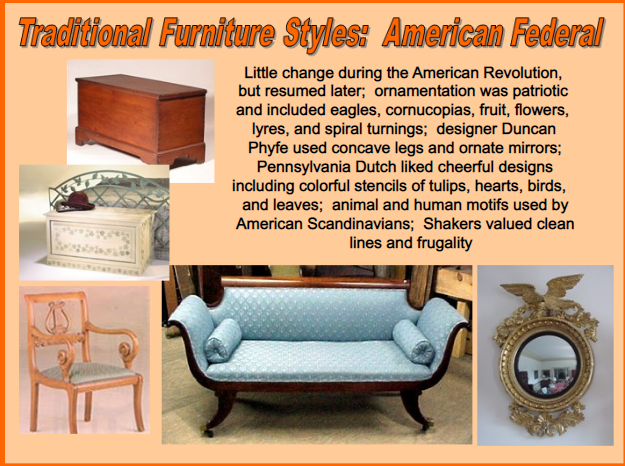 Traditional Furniture Styles:  American Federal
Little change during the American Revolution,
but resumed later;  ornamentation was patriotic
and included eagles, cornucopias, fruit, flowers,
lyres, and spiral turnings;  designer Duncan
Phyfe used concave legs and ornate mirrors;
Pennsylvania Dutch liked cheerful designs
including colorful stencils of tulips, hearts, birds,
and leaves;  animal and human motifs used by
American Scandinavians;  Shakers valued clean
lines and frugality